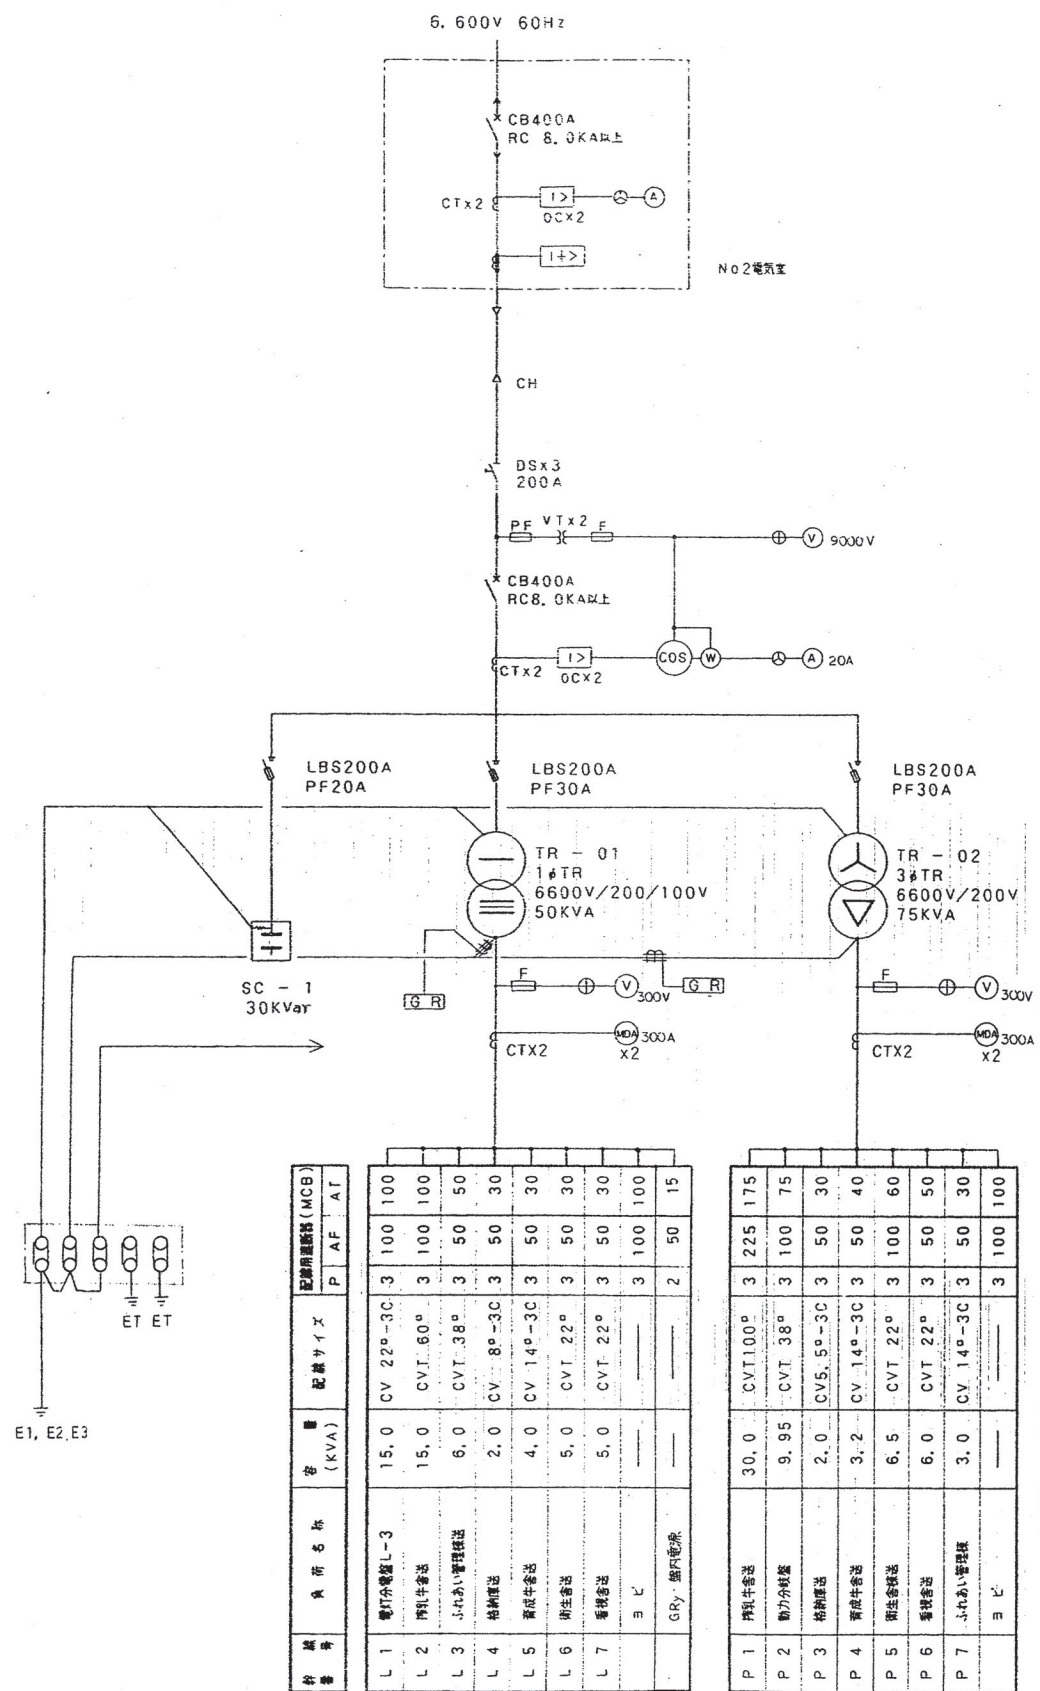 6,600V 60Hz
CB400A
RC 8.0KA以上
CTx2
I>
OCx2
A
I⏚>
No2電気室
CH
DSx3
200A
PF
VTx2
F
V
9000V
CB400A
RC8.0KA以上
CTx2
I>
OCx2
COS
W
A
20A
LBS200A
PF20A
LBS200A
PF30A
LBS200A
PF30A
TR - 01
1φTR
6600V/200/100V
50KVA
TR - 02
3φTR
6600V/200V
75KVA
SC - 1
30KVar
G R
F
V
300V
G R
F
V
300V
CTX2
MDA
300A
x2
CTX2
MDA
300A
x2
ET ET
E1, E2,E3
幹線番号 負荷名称 容量(KVA) 配線サイズ 配線用遮断器(MCB) P AF AT
L 1 電灯分電盤L-3 15.0 CV 22□-3C 3 100 100
L 2 搾乳牛舎送 15.0 CVT 60□ 3 100 100
L 3 ふれあい管理棟送 6.0 CVT 38□ 3 50 50
L 4 格納庫送 2.0 CV 8□-3C 3 50 30
L 5 育成牛舎送 4.0 CV 14□-3C 3 50 30
L 6 衛生舎送 5.0 CVT 22□ 3 50 30
L 7 看視舎送 5.0 CVT 22□ 3 50 30
ヨビ — — 3 100 100
GRy・盤内電源 — — 2 50 15
P 1 搾乳牛舎送 30.0 CVT100□ 3 225 175
P 2 動力分岐盤 9.95 CVT 38□ 3 100 75
P 3 格納庫送 2.0 CV5.5□-3C 3 50 30
P 4 育成牛舎送 3.2 CV 14□-3C 3 50 40
P 5 衛生舎棟送 6.5 CVT 22□ 3 100 60
P 6 看視舎送 6.0 CVT 22□ 3 50 50
P 7 ふれあい管理棟 3.0 CV 14□-3C 3 50 30
ヨビ — — 3 100 100